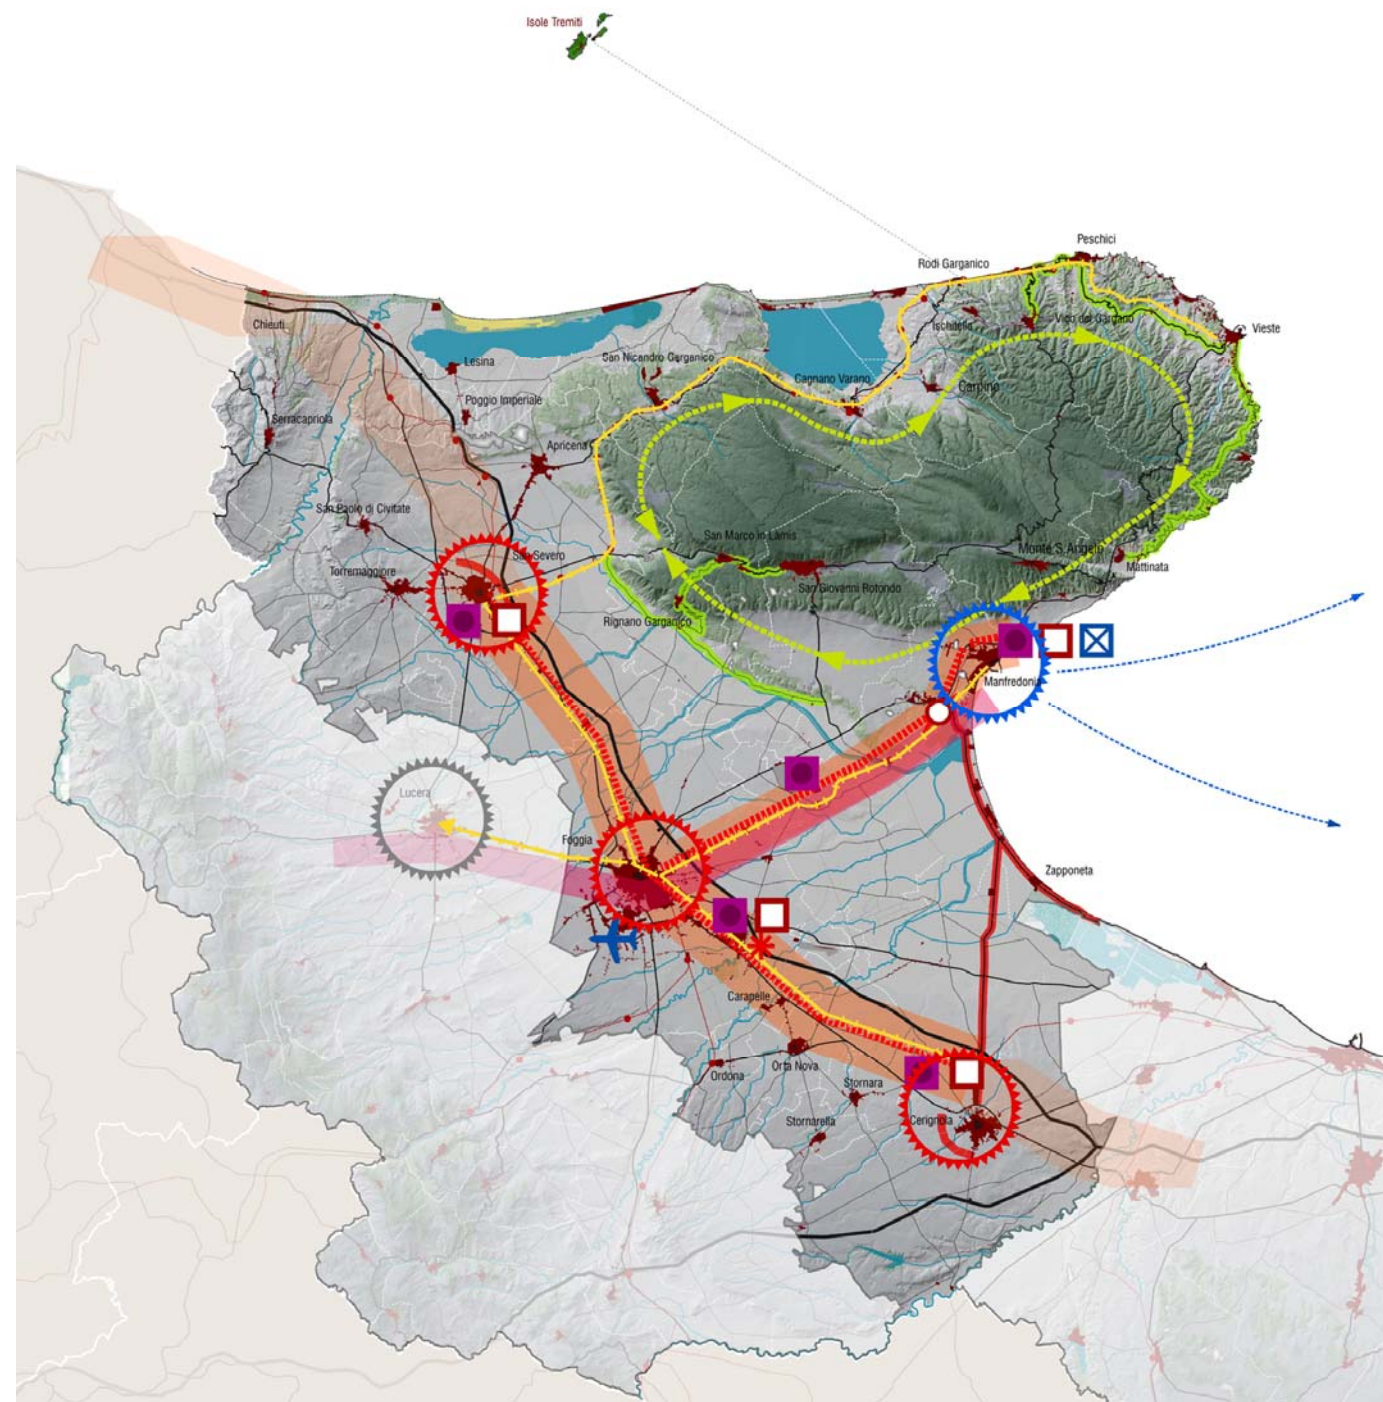 Isole Tremiti
Peschici
Rodi Garganico
Vico del Gargano
Ischitella
Vieste
Chieuti
Lesina
San Nicandro Garganico
Cagnano Varano
Carpino
Poggio Imperiale
Serracapriola
Apricena
San Paolo di Civitate
San Marco in Lamis
Monte S. Angelo
San Severo
Mattinata
Torremaggiore
San Giovanni Rotondo
Rignano Garganico
Manfredonia
Lucera
Foggia
Zapponeta
Carapelle
Orta Nova
Ordona
Stornara
Stornarella
Cerignola